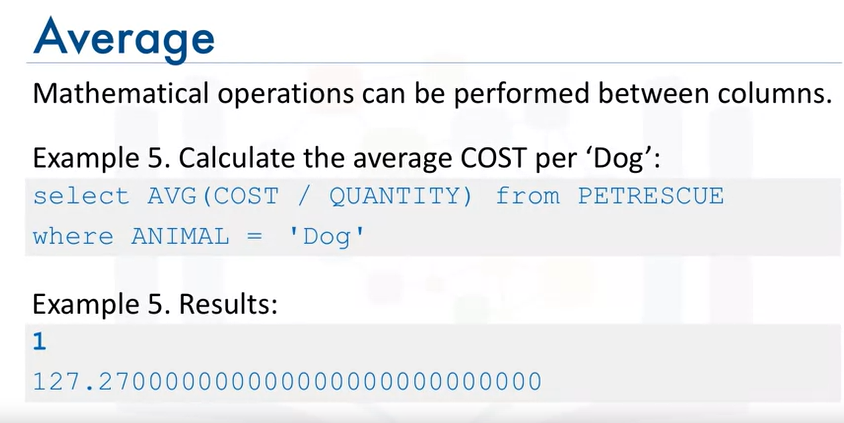 Average
Mathematical operations can be performed between columns.
Example 5. Calculate the average COST per ‘Dog’:
select AVG(COST / QUANTITY) from PETRESCUE
where ANIMAL = 'Dog'
Example 5. Results:
1
127.2700000000000000000000000